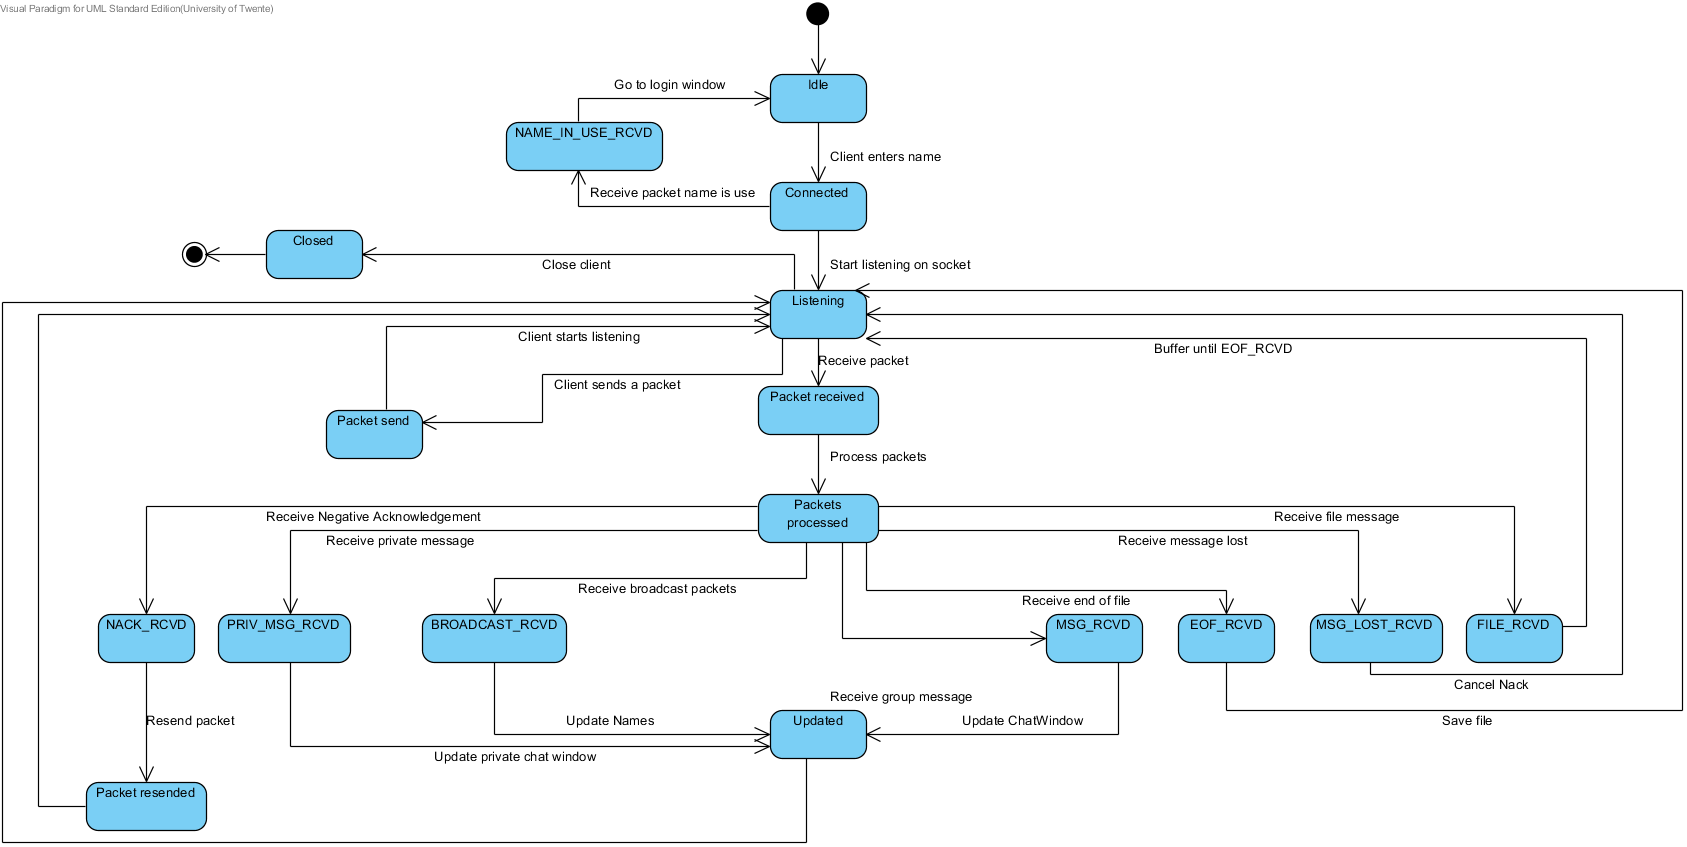 Visual Paradigm for UML Standard Edition(University of Twente)
Go to login window
Idle
NAME_IN_USE_RCVD
Client enters name
Receive packet name is use
Connected
Closed
Close client
Start listening on socket
Listening
Client starts listening
Receive packet
Buffer until EOF_RCVD
Client sends a packet
Packet received
Packet send
Process packets
Packets
processed
Receive Negative Acknowledgement
Receive file message
Receive private message
Receive message lost
Receive broadcast packets
Receive end of file
NACK_RCVD
PRIV_MSG_RCVD
BROADCAST_RCVD
MSG_RCVD
EOF_RCVD
MSG_LOST_RCVD
FILE_RCVD
Cancel Nack
Receive group message
Resend packet
Update Names
Updated
Update ChatWindow
Save file
Update private chat window
Packet resended